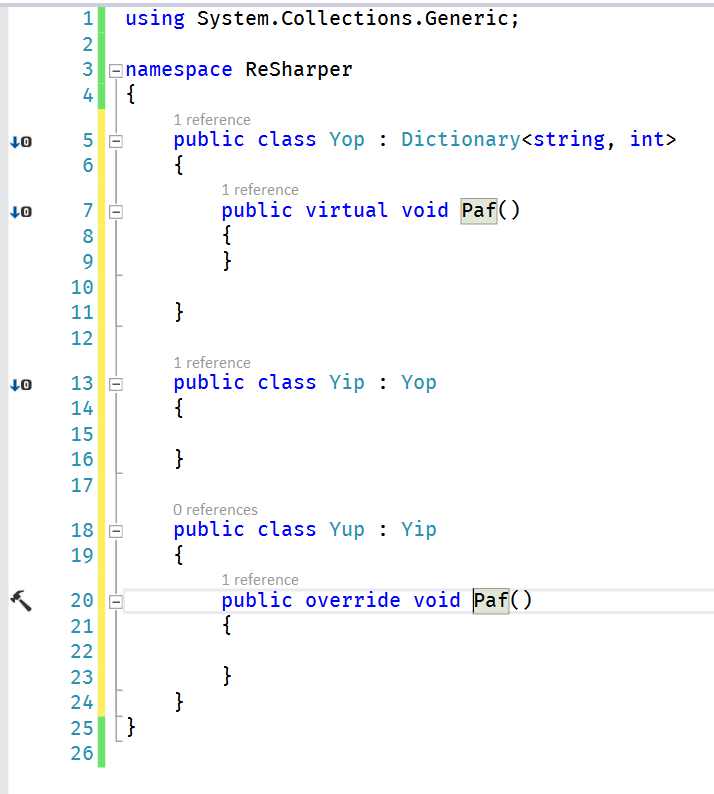 1 using System.Collections.Generic;
2
3 namespace ReSharper
4 {
1 reference
5 public class Yop : Dictionary<string, int>
6 {
1 reference
7 public virtual void Paf()
8 {
9 }
10
11 }
12
1 reference
13 public class Yip : Yop
14 {
15
16 }
17
0 references
18 public class Yup : Yip
19 {
1 reference
20 public override void Paf()
21 {
22
23 }
24 }
25 }
26